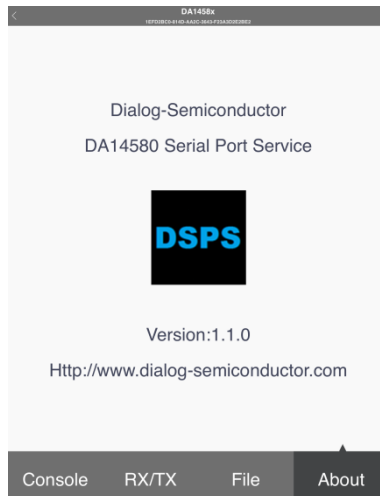 DA1458x
Dialog-Semiconductor
DA14580 Serial Port Service
DSPS
Version:1.1.0
Http://www.dialog-semiconductor.com
Console RX/TX File About